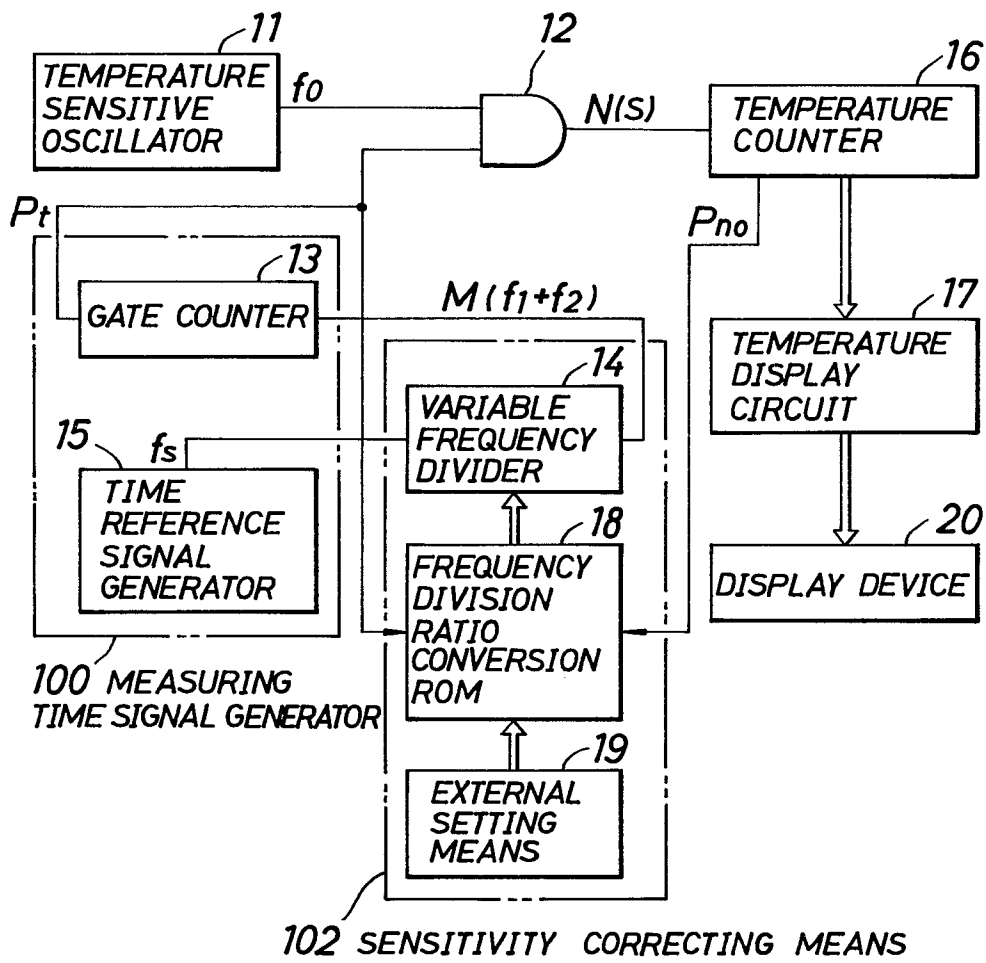 11
TEMPERATURE
SENSITIVE
OSCILLATOR
fo
12
N(S)
16
TEMPERATURE
COUNTER
Pt
Pno
13
GATE COUNTER
M(f1+f2)
17
TEMPERATURE
DISPLAY
CIRCUIT
14
VARIABLE
FREQUENCY
DIVIDER
15
fs
TIME
REFERENCE
SIGNAL
GENERATOR
18
FREQUENCY
DIVISION
RATIO
CONVERSION
ROM
20
DISPLAY DEVICE
100 MEASURING
TIME SIGNAL GENERATOR
19
EXTERNAL
SETTING
MEANS
102 SENSITIVITY CORRECTING MEANS